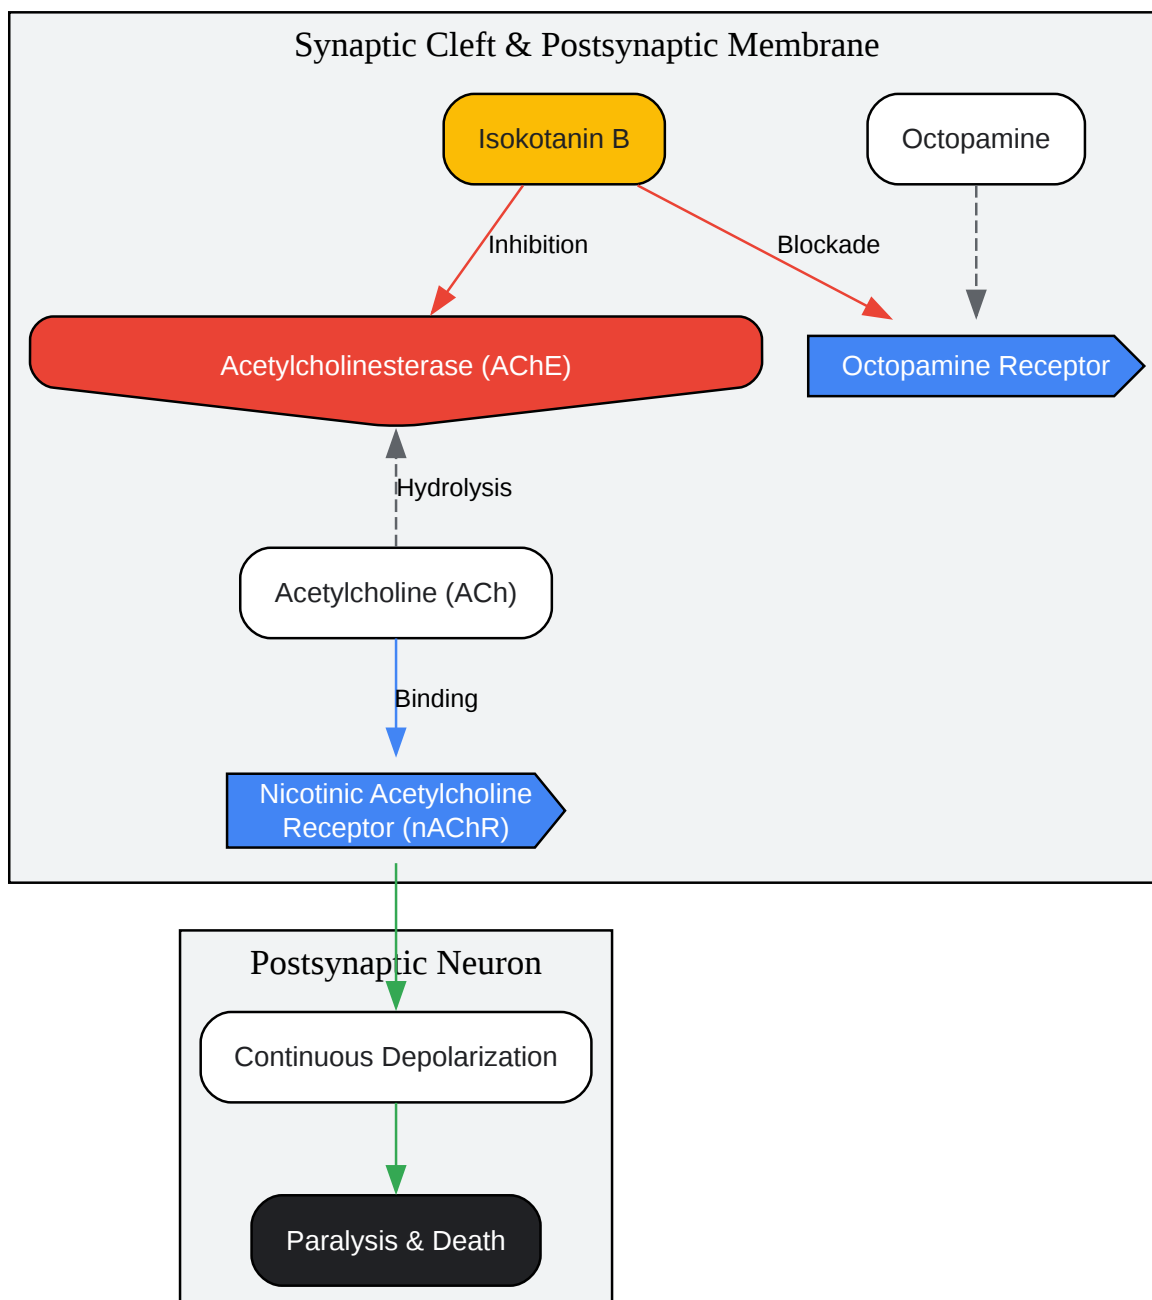 Synaptic Cleft & Postsynaptic Membrane
Isokotanin B
Octopamine
Inhibition
Blockade
Acetylcholinesterase (AChE)
Octopamine Receptor
Hydrolysis
Acetylcholine (ACh)
Binding
Nicotinic Acetylcholine
Receptor (nAChR)
Postsynaptic Neuron
Continuous Depolarization
Paralysis & Death